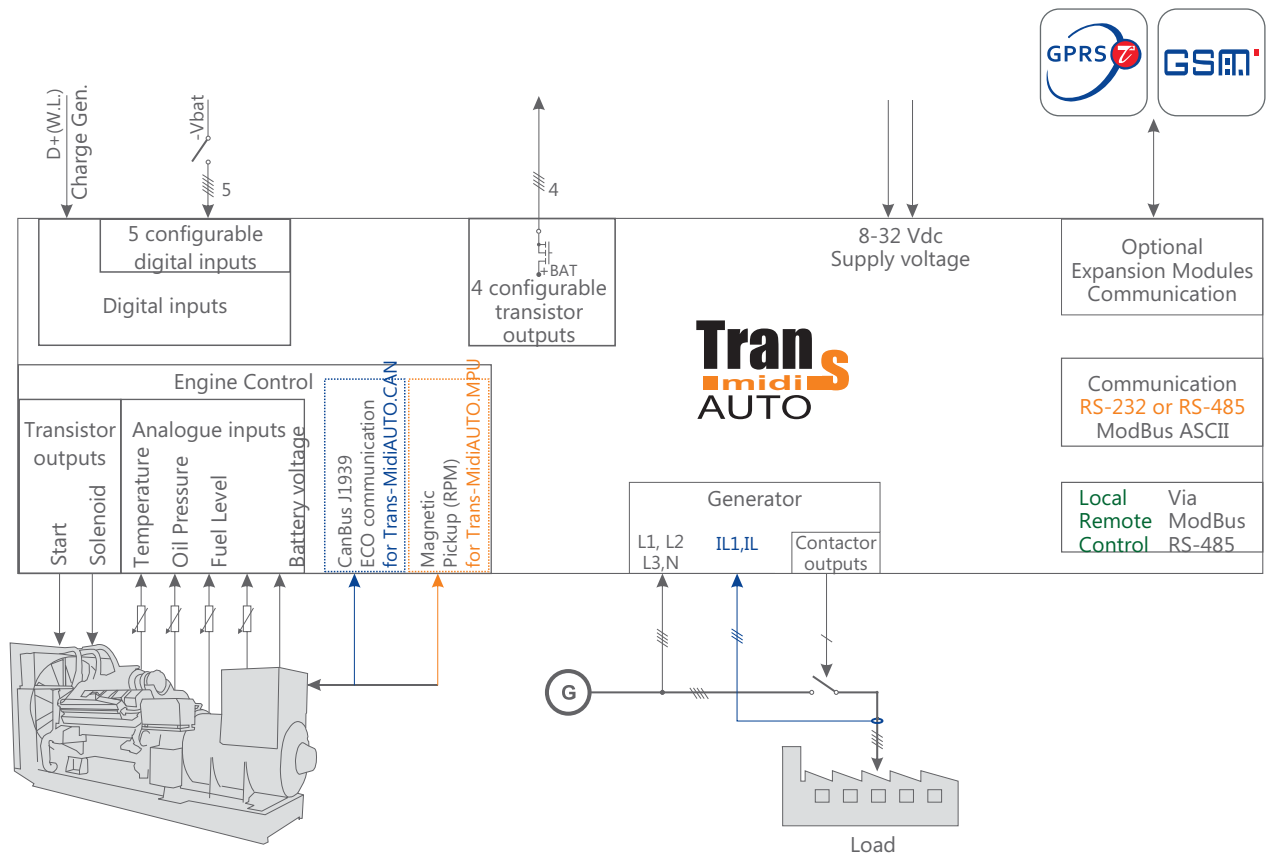 GPRS
GSM
D+(W.L.)
Charge Gen.
-Vbat
5
4
5 configurable
digital inputs
Digital inputs
+BAT
4 configurable
transistor
outputs
8-32 Vdc
Supply voltage
Optional
Expansion Modules
Communication
Trans
midi
AUTO
Communication
RS-232 or RS-485
ModBus ASCII
Local Via
Remote ModBus
Control RS-485
Engine Control
Transistor
outputs
Start
Solenoid
Analogue inputs
Temperature
Oil Pressure
Fuel Level
Battery voltage
CanBus J1939
ECO communication
for Trans-MidiAUTO.CAN
Magnetic
Pickup (RPM)
for Trans-MidiAUTO.MPU
Generator
L1, L2
L3,N
IL1,IL
Contactor
outputs
G
Load